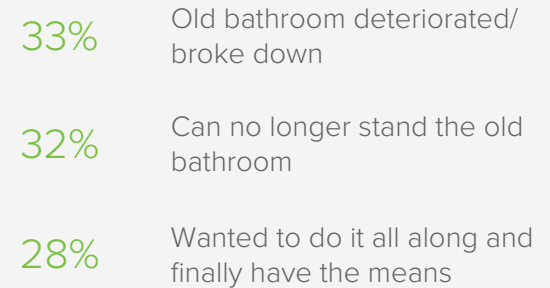 33%
Old bathroom deteriorated/
broke down
32%
Can no longer stand the old
bathroom
28%
Wanted to do it all along and
finally have the means